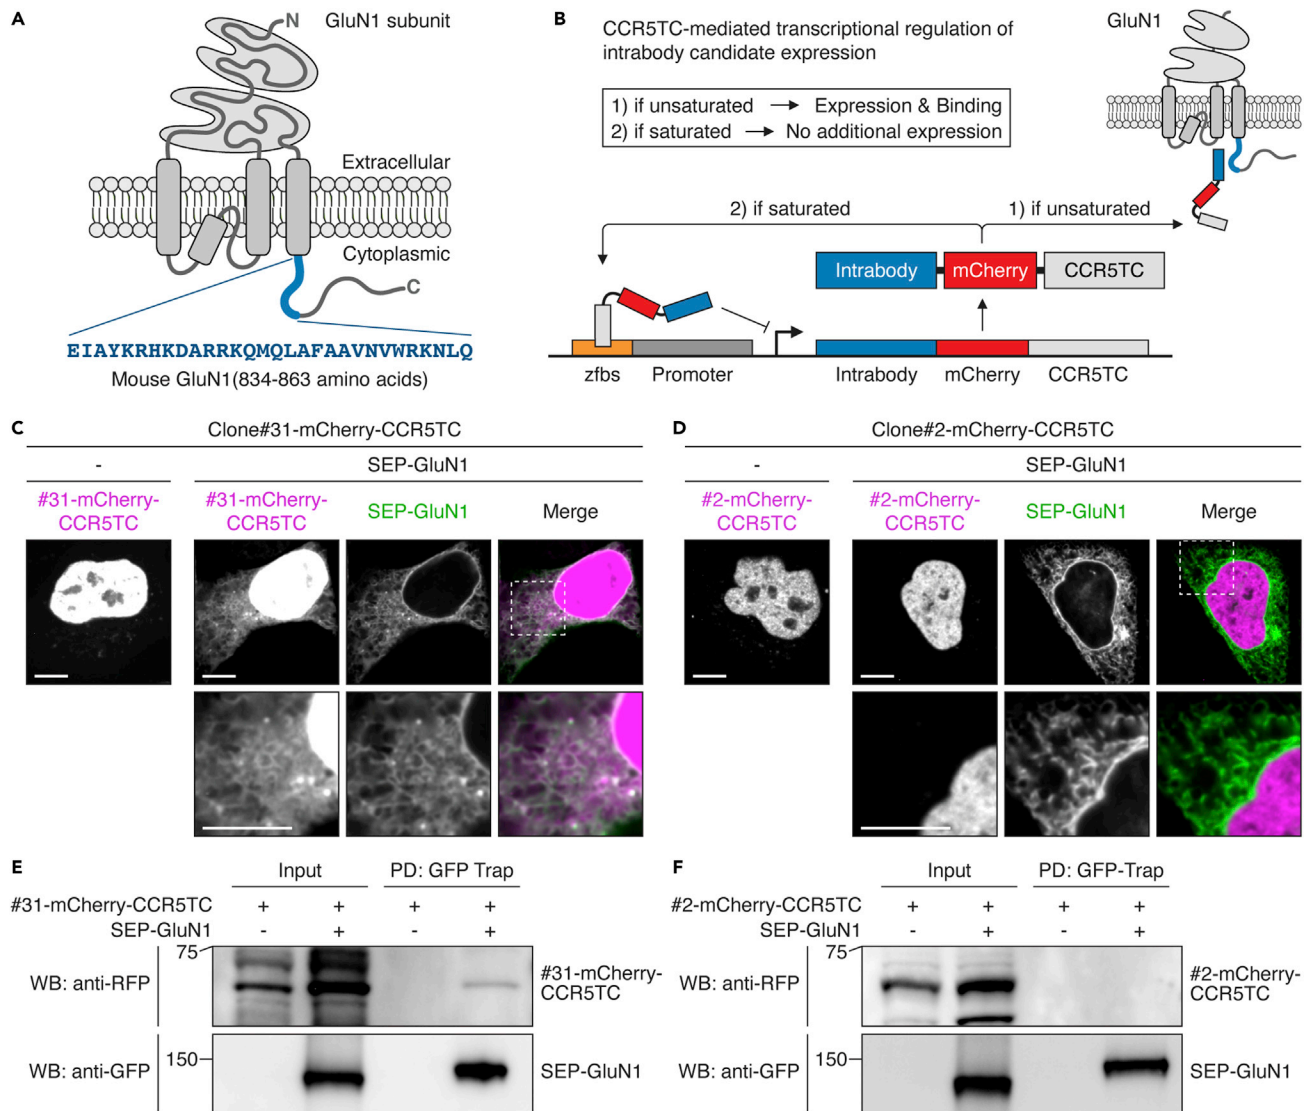 A
N
GluN1 subunit
Extracellular
Cytoplasmic
C
EIAYKRHKDARRKQMQLAFAAVNVWRKNLQ
Mouse GluN1(834-863 amino acids)
B
CCR5TC-mediated transcriptional regulation of
intrabody candidate expression
1) if unsaturated → Expression & Binding
2) if saturated → No additional expression
GluN1
2) if saturated
1) if unsaturated
Intrabody
mCherry
CCR5TC
zfbs
Promoter
Intrabody
mCherry
CCR5TC
C
Clone#31-mCherry-CCR5TC
-
SEP-GluN1
#31-mCherry-
CCR5TC
#31-mCherry-
CCR5TC
SEP-GluN1
Merge
D
Clone#2-mCherry-CCR5TC
-
SEP-GluN1
#2-mCherry-
CCR5TC
#2-mCherry-
CCR5TC
SEP-GluN1
Merge
E
Input
PD: GFP Trap
#31-mCherry-CCR5TC + + + +
SEP-GluN1 - + - +
75
WB: anti-RFP
#31-mCherry-
CCR5TC
150
WB: anti-GFP
SEP-GluN1
F
Input
PD: GFP-Trap
#2-mCherry-CCR5TC + + + +
SEP-GluN1 - + - +
75
WB: anti-RFP
#2-mCherry-
CCR5TC
150
WB: anti-GFP
SEP-GluN1